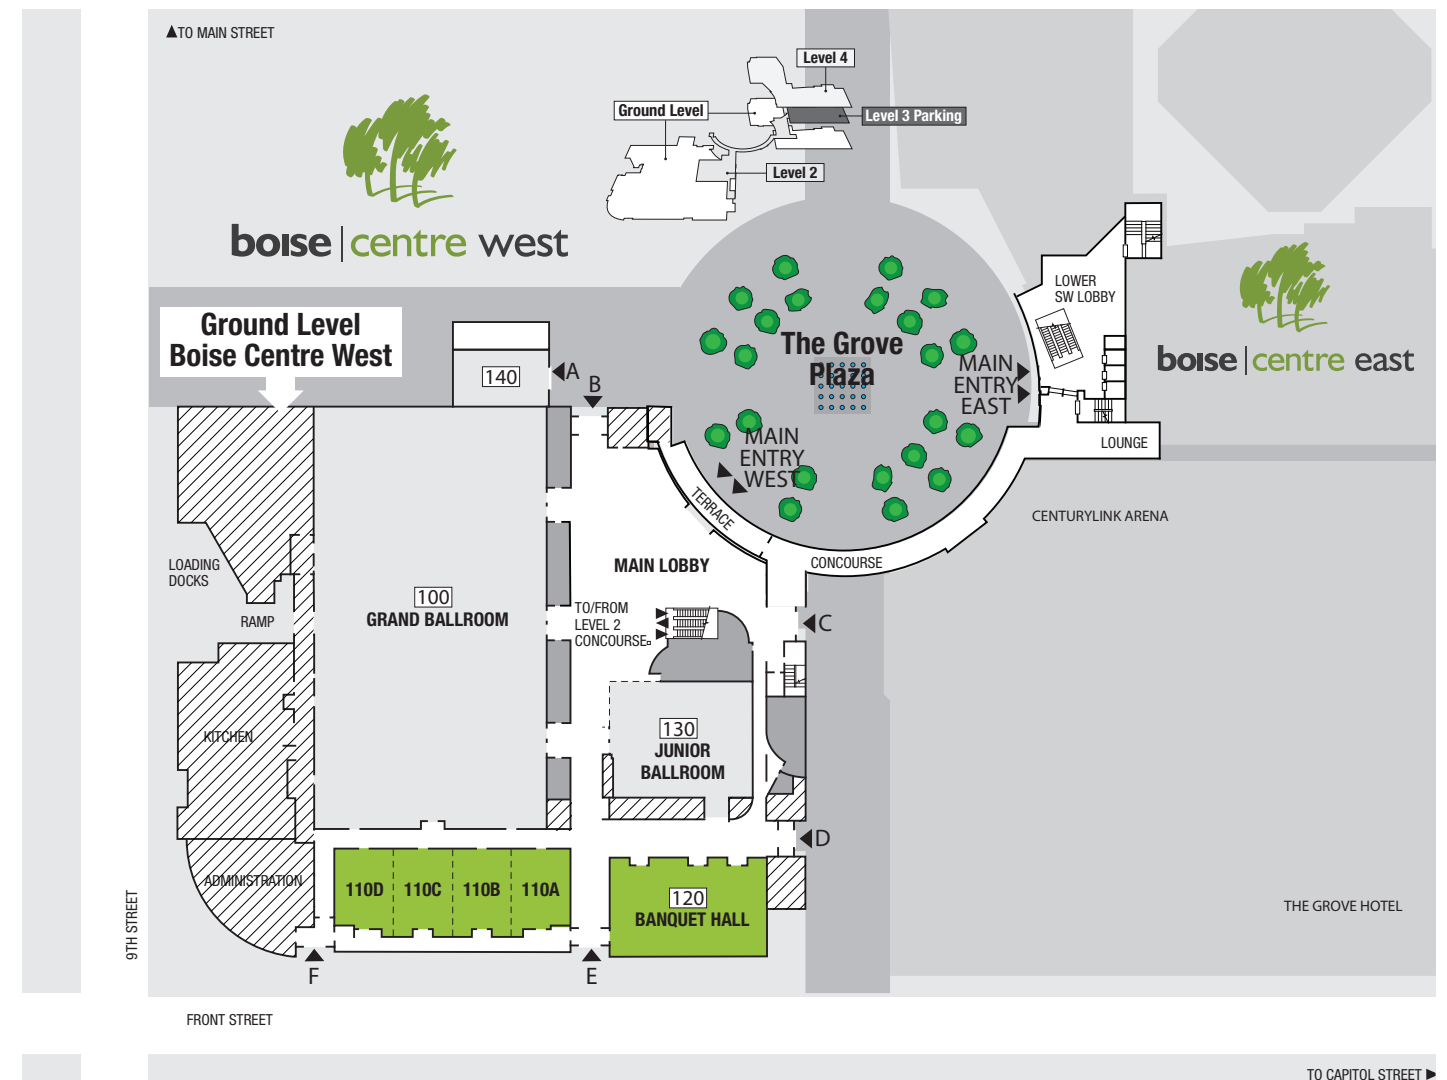 TO MAIN STREET
Level 4
Ground Level
Level 3 Parking
Level 2
boise | centre west
LOWER
SW LOBBY
boise | centre east
Ground Level
Boise Centre West
The Grove
Plaza
MAIN
ENTRY
EAST
140
A
B
MAIN
ENTRY
WEST
LOUNGE
TERRACE
CENTURYLINK ARENA
CONCOURSE
LOADING
DOCKS
MAIN LOBBY
100
GRAND BALLROOM
TO/FROM
LEVEL 2
CONCOURSE
RAMP
C
KITCHEN
130
JUNIOR
BALLROOM
D
ADMINISTRATION
110D
110C
110B
110A
120
BANQUET HALL
THE GROVE HOTEL
9TH STREET
F
E
FRONT STREET
TO CAPITOL STREET